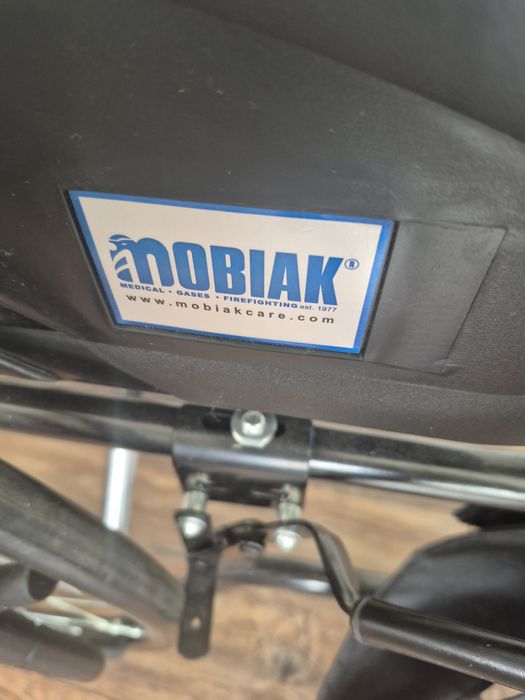 MOBIAK®
MEDICAL • GASES • FIREFIGHTING est. 1977
www.mobiakcare.com